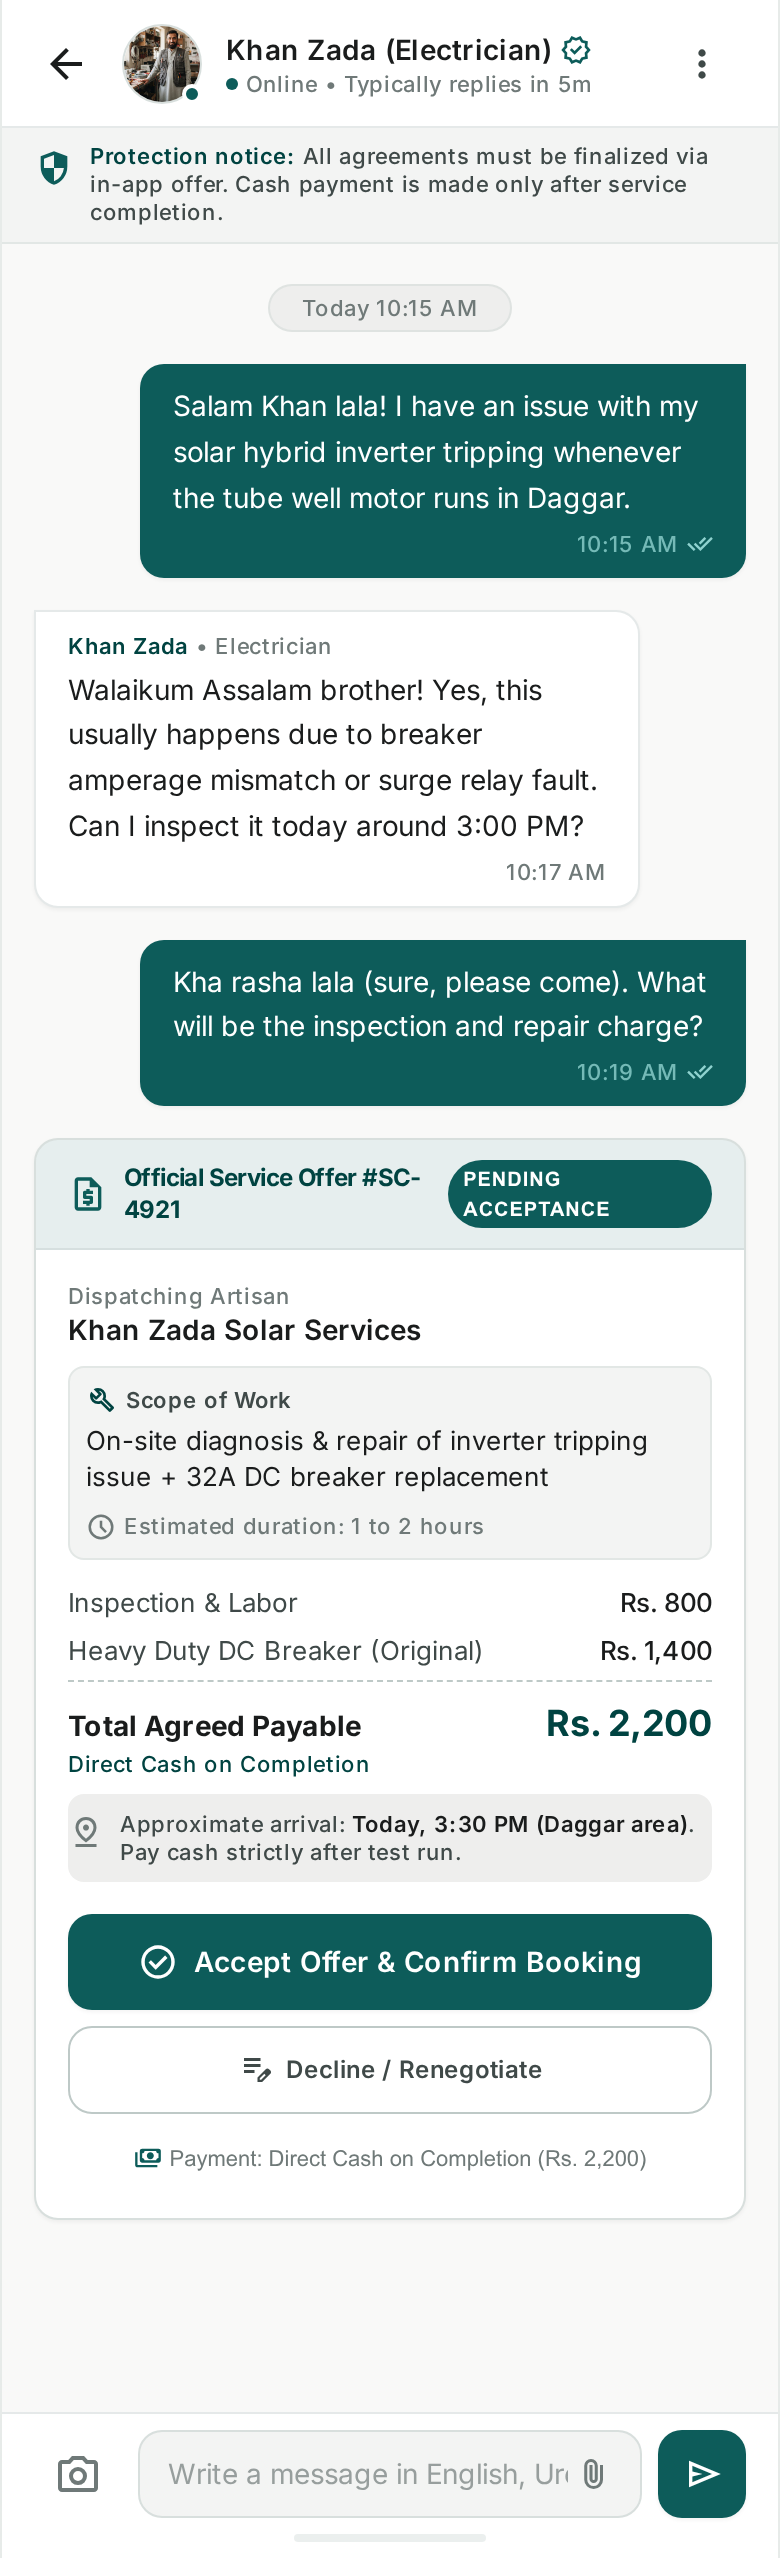 Khan Zada (Electrician)
Online • Typically replies in 5m
Protection notice: All agreements must be finalized via
in-app offer. Cash payment is made only after service
completion.
Today 10:15 AM
Salam Khan lala! I have an issue with my
solar hybrid inverter tripping whenever
the tube well motor runs in Daggar.
10:15 AM
Khan Zada • Electrician
Walaikum Assalam brother! Yes, this
usually happens due to breaker
amperage mismatch or surge relay fault.
Can I inspect it today around 3:00 PM?
10:17 AM
Kha rasha lala (sure, please come). What
will be the inspection and repair charge?
10:19 AM
Official Service Offer #SC-
4921
PENDING
ACCEPTANCE
Dispatching Artisan
Khan Zada Solar Services
Scope of Work
On-site diagnosis & repair of inverter tripping
issue + 32A DC breaker replacement
Estimated duration: 1 to 2 hours
Inspection & Labor Rs. 800
Heavy Duty DC Breaker (Original) Rs. 1,400
Total Agreed Payable Rs. 2,200
Direct Cash on Completion
Approximate arrival: Today, 3:30 PM (Daggar area).
Pay cash strictly after test run.
Accept Offer & Confirm Booking
Decline / Renegotiate
Payment: Direct Cash on Completion (Rs. 2,200)
Write a message in English,